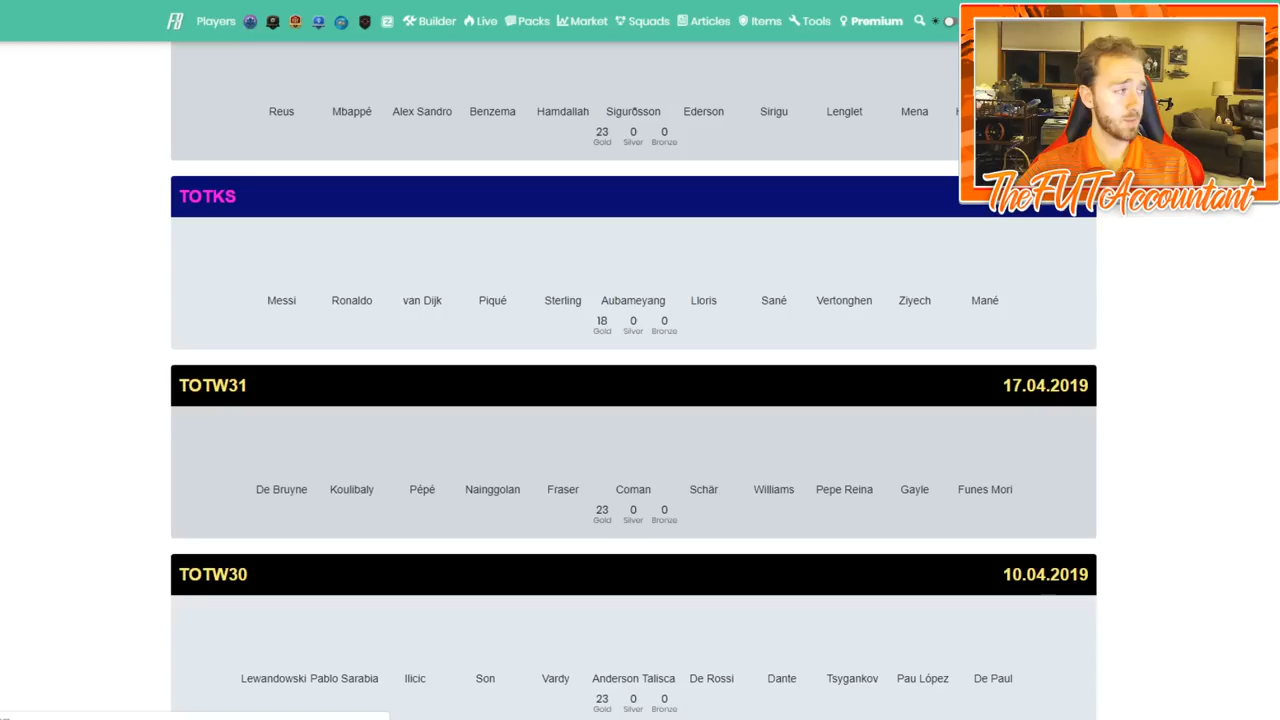 FB Players Builder Live Packs Market Squads Articles Items Tools Premium
Reus Mbappé Alex Sandro Benzema Hamdallah Sigurðsson Ederson Sirigu Lenglet Mena
23 0 0
Gold Silver Bronze
TheFUTAccountant
TOTKS
Messi Ronaldo van Dijk Piqué Sterling Aubameyang Lloris Sané Vertonghen Ziyech Mané
18 0 0
Gold Silver Bronze
TOTW31 17.04.2019
De Bruyne Koulibaly Pépé Nainggolan Fraser Coman Schär Williams Pepe Reina Gayle Funes Mori
23 0 0
Gold Silver Bronze
TOTW30 10.04.2019
Lewandowski Pablo Sarabia Ilicic Son Vardy Anderson Talisca De Rossi Dante Tsygankov Pau López De Paul
23 0 0
Gold Silver Bronze